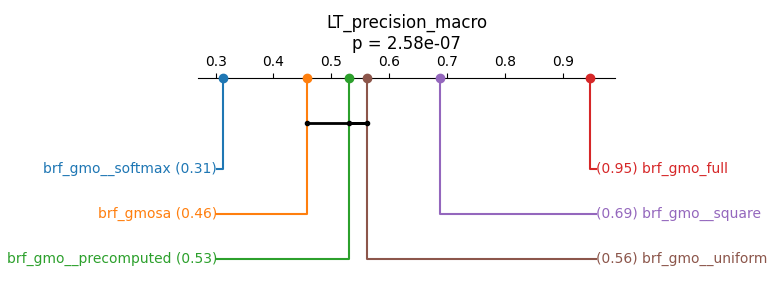 LT_precision_macro
p = 2.58e-07
0.3 0.4 0.5 0.6 0.7 0.8 0.9
brf_gmo__softmax (0.31) (0.95) brf_gmo_full
brf_gmosa (0.46) (0.69) brf_gmo__square
brf_gmo__precomputed (0.53) (0.56) brf_gmo__uniform